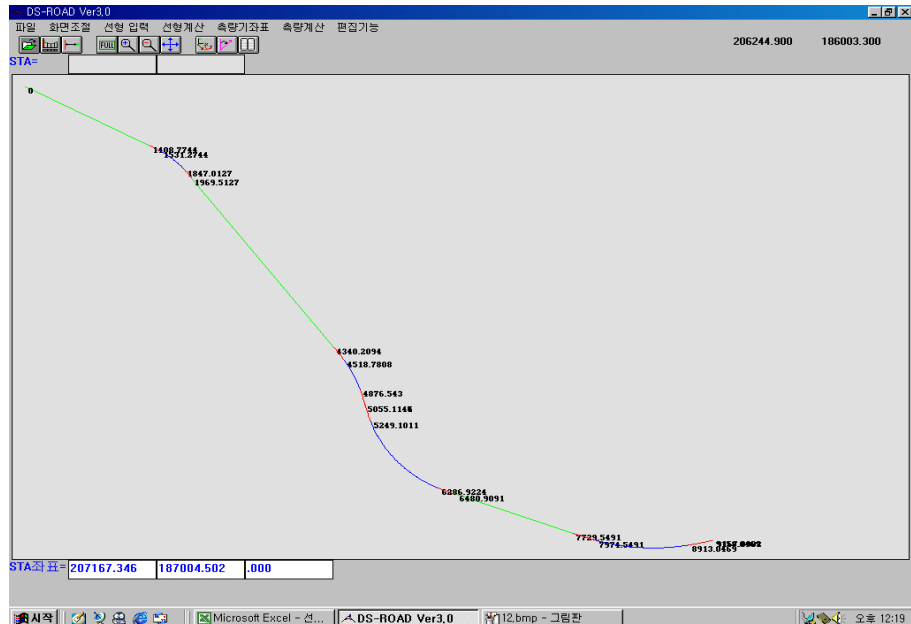 DS-ROAD Ver3,0
파일 화면조절 선형 입력 선형계산 측량기좌표 측량계산 편집기능
FULL 206244.900 186003.300
STA=
0
1408.7744
1531.2744
1847.0127
1969.5127
4340.2094
4518.7808
4876.543
5249.1011
6286.9224
6480.9091
7729.5491
7974.5491
8913.0469
STA좌표= 207167.346 187004.502 .000
시작 Microsoft Excel - 선... DS-ROAD Ver3,0 12,bmp - 그림판 오후 12:19